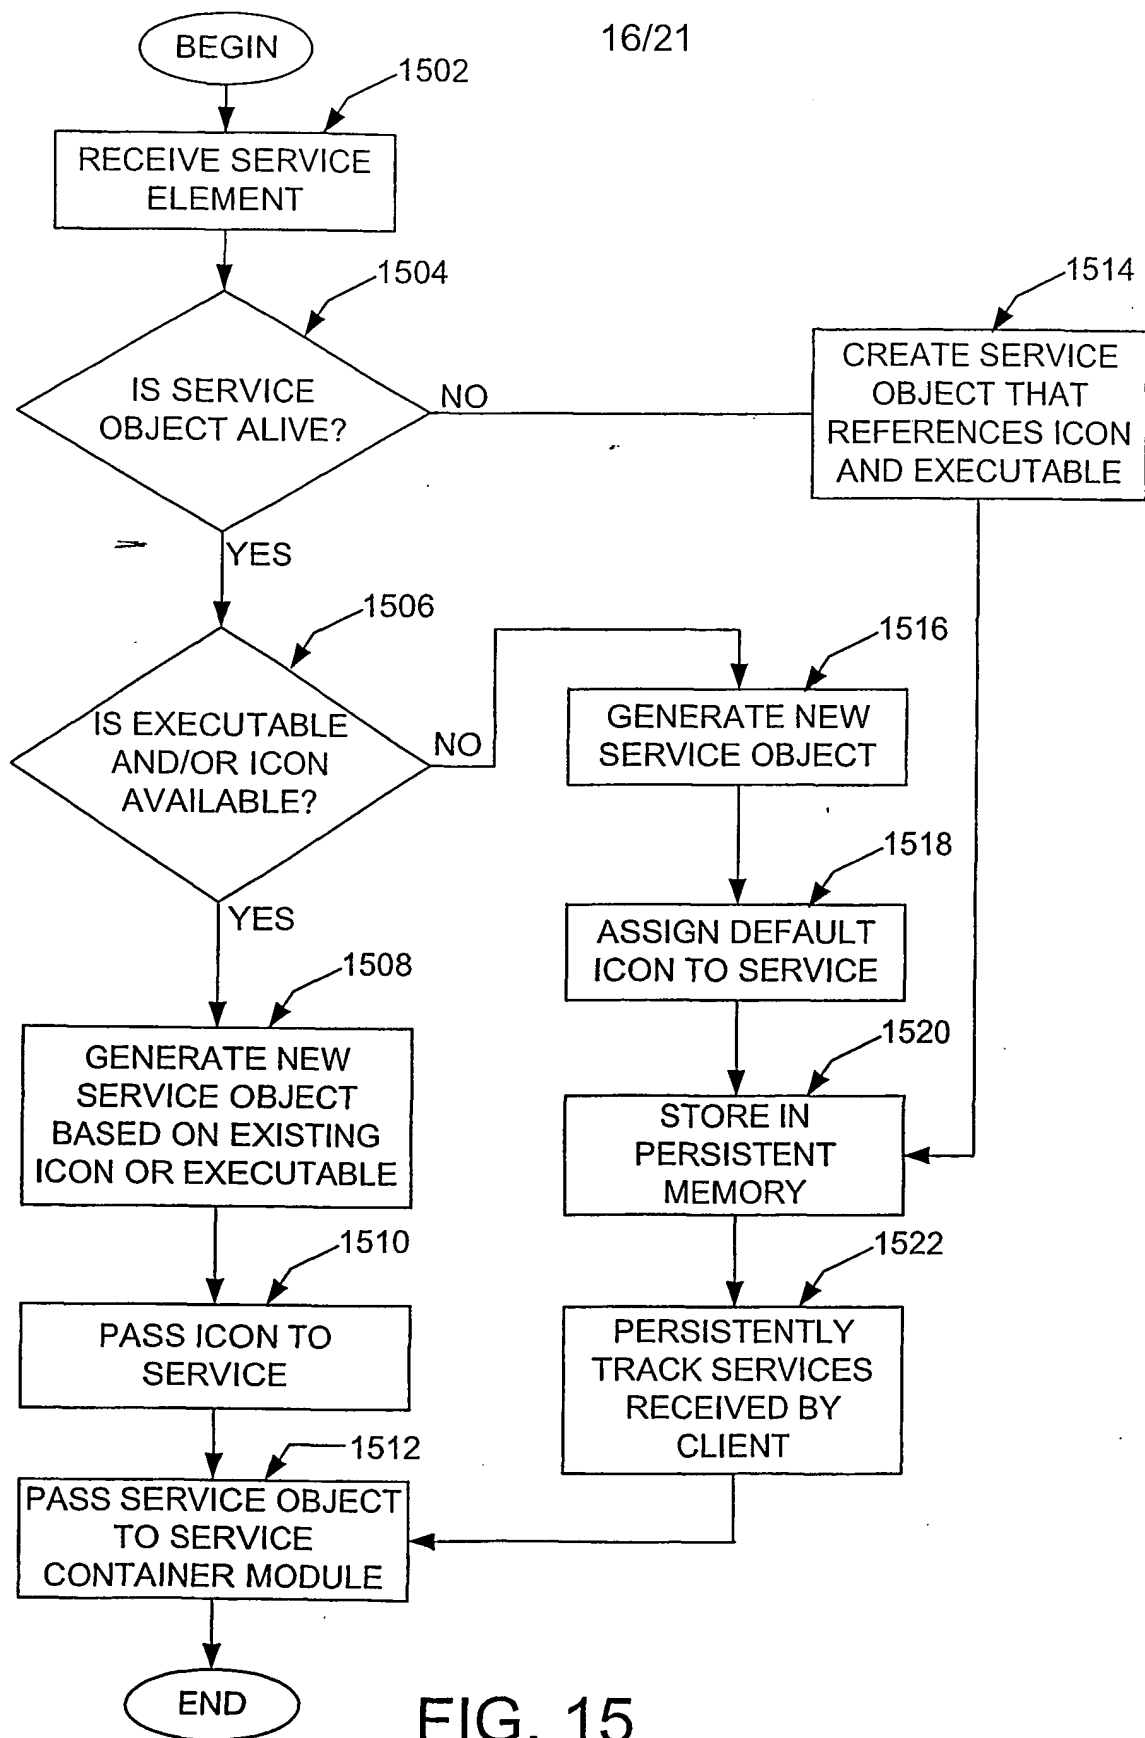 16/21
BEGIN
1502
RECEIVE SERVICE
ELEMENT
1504
IS SERVICE
OBJECT ALIVE?
NO
YES
1514
CREATE SERVICE
OBJECT THAT
REFERENCES ICON
AND EXECUTABLE
1506
IS EXECUTABLE
AND/OR ICON
AVAILABLE?
NO
YES
1516
GENERATE NEW
SERVICE OBJECT
1518
ASSIGN DEFAULT
ICON TO SERVICE
1508
GENERATE NEW
SERVICE OBJECT
BASED ON EXISTING
ICON OR EXECUTABLE
1520
STORE IN
PERSISTENT
MEMORY
1510
PASS ICON TO
SERVICE
1522
PERSISTENTLY
TRACK SERVICES
RECEIVED BY
CLIENT
1512
PASS SERVICE OBJECT
TO SERVICE
CONTAINER MODULE
END
FIG. 15